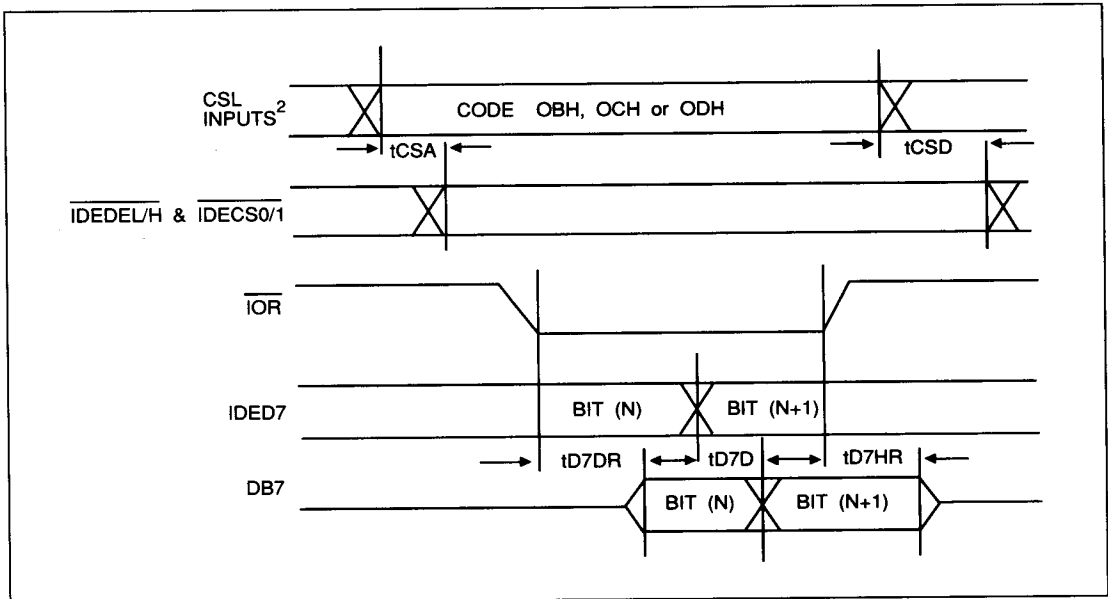 CSL
INPUTS²
CODE OBH, OCH or ODH
tCSA
tCSD
IDEDEL/H & IDECS0/1
IOR
IDED7
BIT (N)
BIT (N+1)
tD7DR
tD7D
tD7HR
DB7
BIT (N)
BIT (N+1)